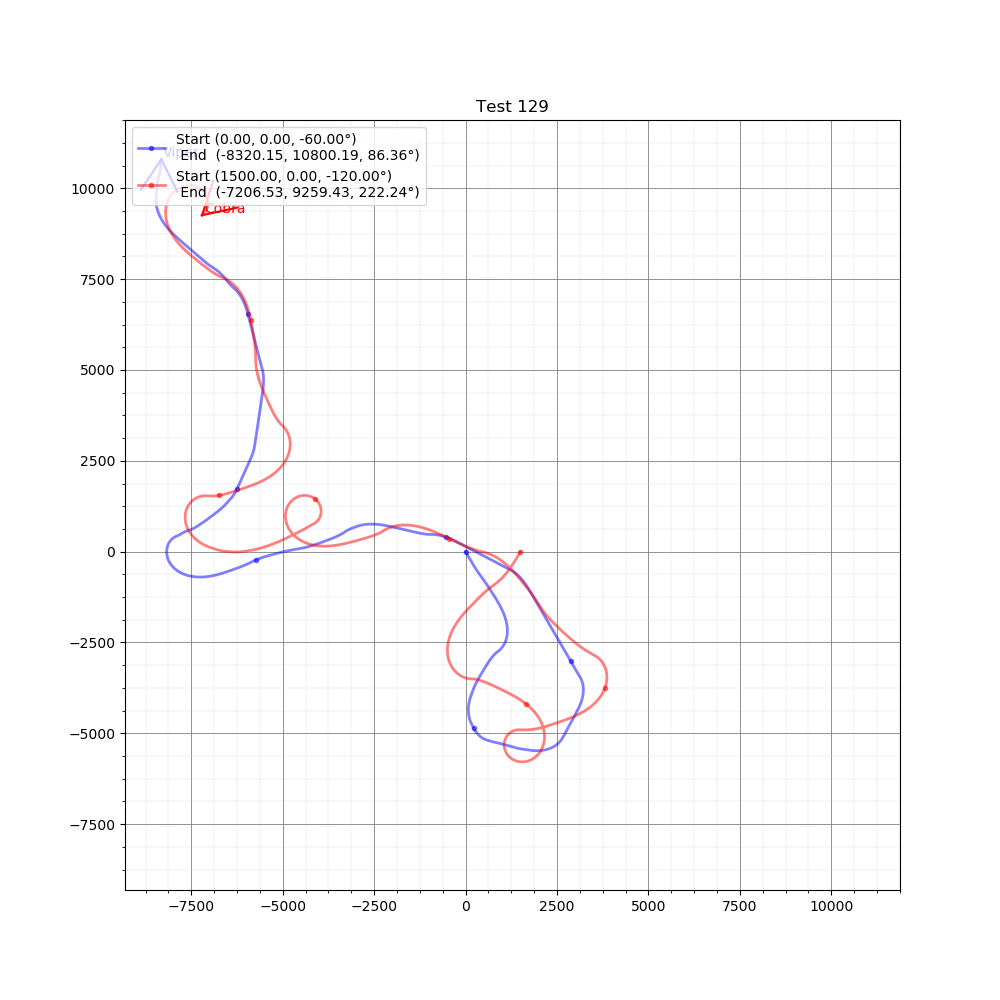 Test 129
Start (0.00, 0.00, -60.00°)
End (-8320.15, 10800.19, 86.36°)
Start (1500.00, 0.00, -120.00°)
End (-7206.53, 9259.43, 222.24°)
Viper
Cobra
10000
7500
5000
2500
0
−2500
−5000
−7500
−7500 −5000 −2500 0 2500 5000 7500 10000